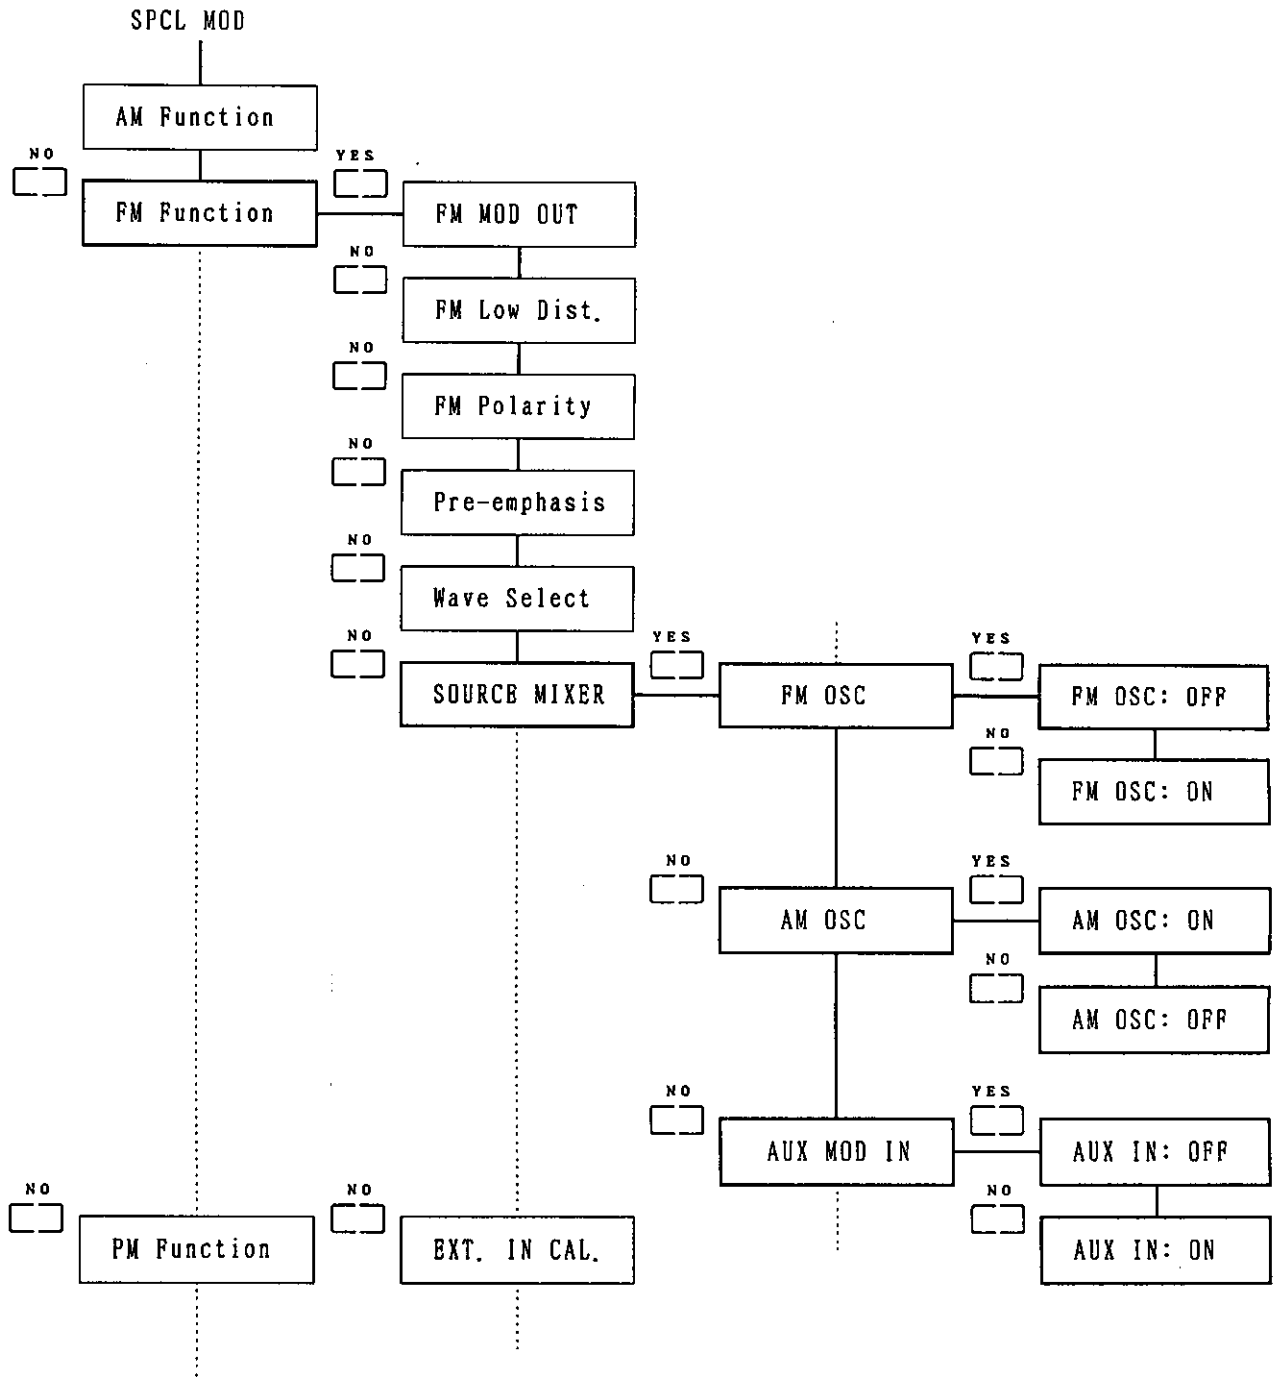 SPCL MOD
AM Function
NO
YES
FM Function
FM MOD OUT
NO
FM Low Dist.
NO
FM Polarity
NO
Pre-emphasis
NO
Wave Select
NO
YES
YES
SOURCE MIXER
FM OSC
FM OSC: OFF
NO
FM OSC: ON
NO
YES
AM OSC
AM OSC: ON
NO
AM OSC: OFF
NO
YES
AUX MOD IN
AUX IN: OFF
NO
NO
NO
PM Function
EXT. IN CAL.
AUX IN: ON